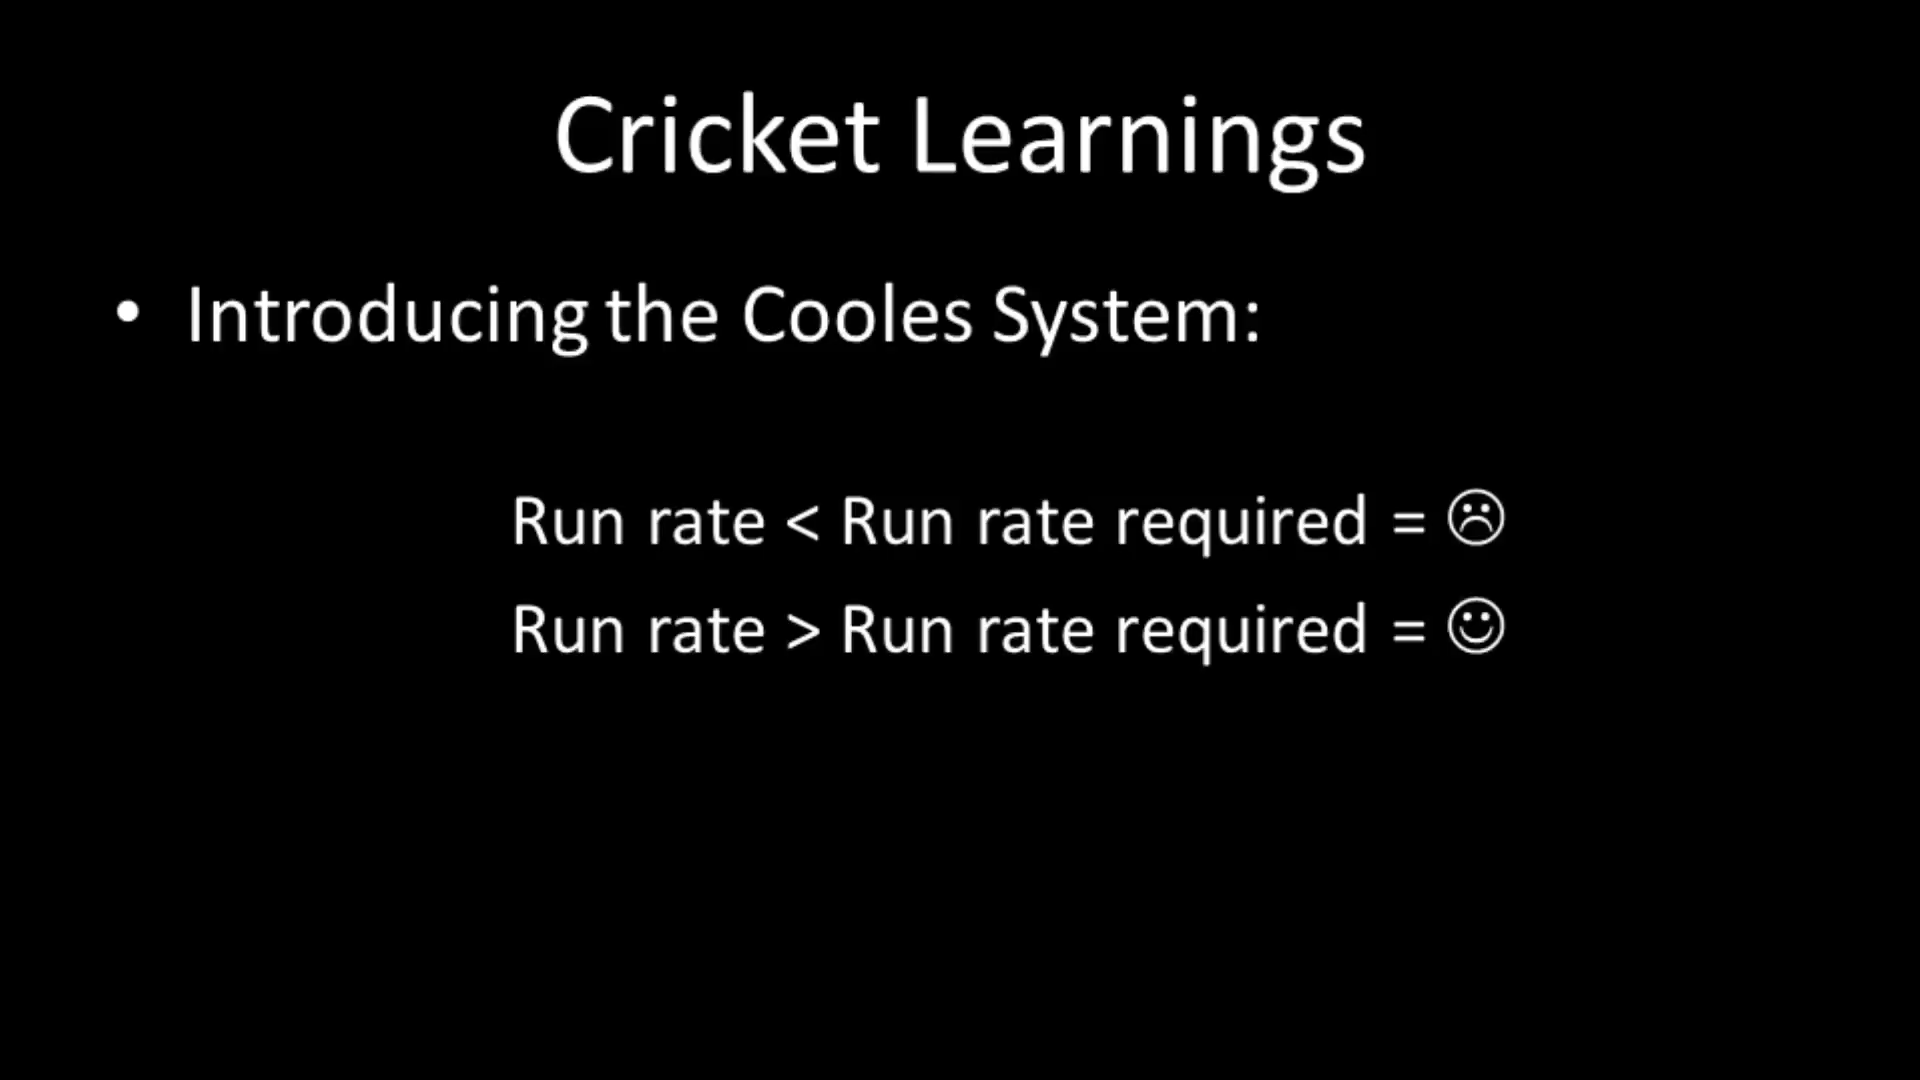 Cricket Learnings
• Introducing the Cooles System:
Run rate < Run rate required = ☹
Run rate > Run rate required = ☺